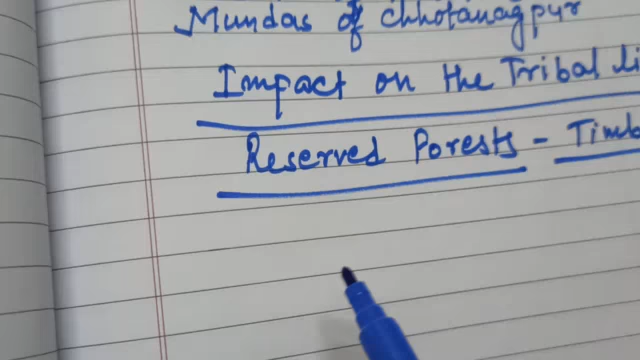 Mundas of Chhotanagpur
Impact on the Tribal
Reserved Forests -